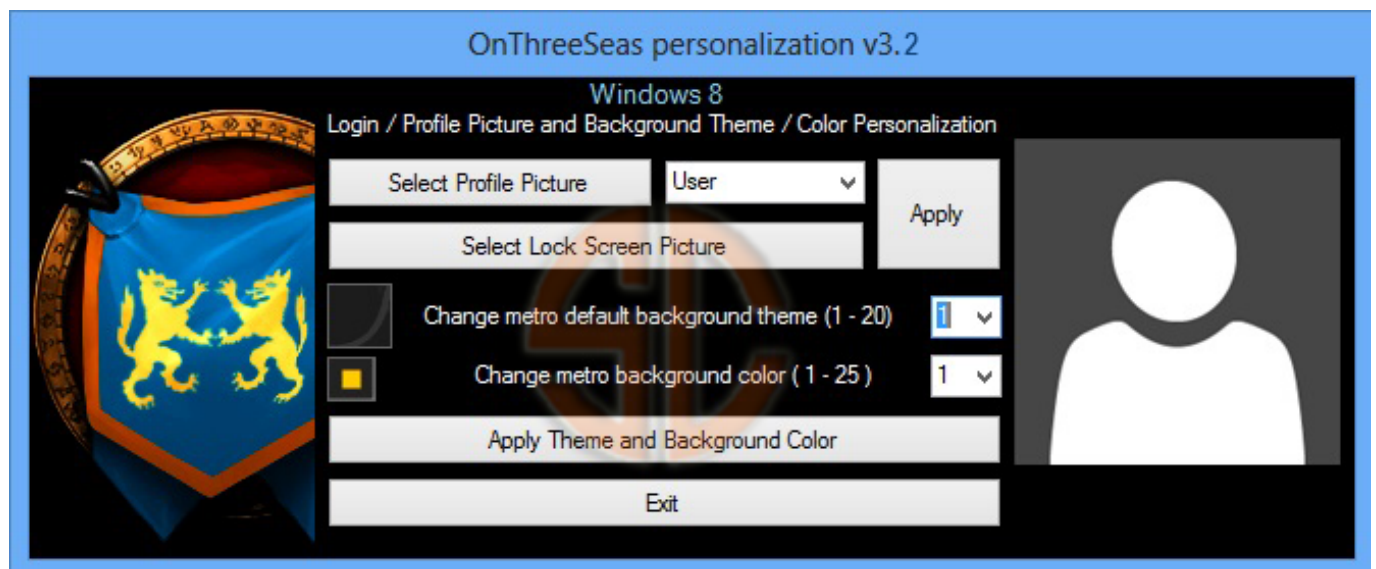 OnThreeSeas personalization v3.2
Windows 8
Login / Profile Picture and Background Theme / Color Personalization
Select Profile Picture
User
Apply
Select Lock Screen Picture
Change metro default background theme (1 - 20)
1
Change metro background color ( 1 - 25 )
1
Apply Theme and Background Color
Exit